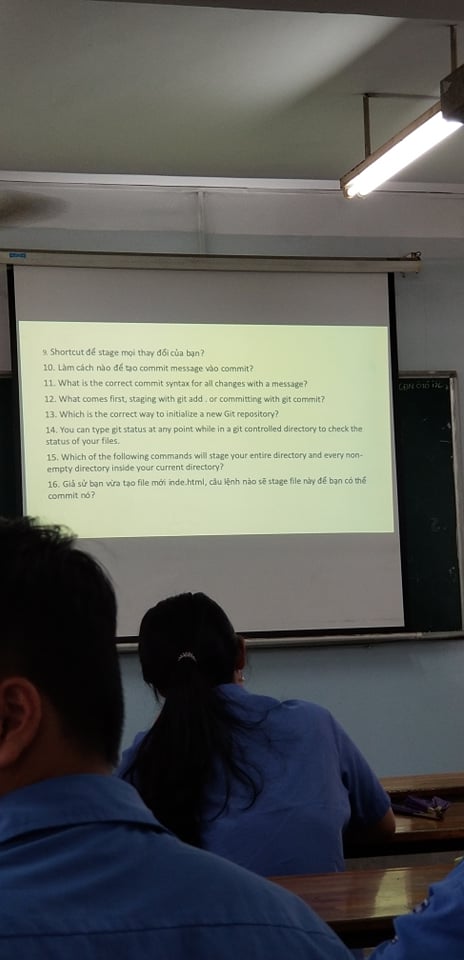 9. Shortcut để stage mọi thay đổi của bạn?
10. Làm cách nào để tạo commit message vào commit?
11. What is the correct commit syntax for all changes with a message?
12. What comes first, staging with git add . or committing with git commit?
13. Which is the correct way to initialize a new Git repository?
14. You can type git status at any point while in a git controlled directory to check the
status of your files.
15. Which of the following commands will stage your entire directory and every non-
empty directory inside your current directory?
16. Giả sử bạn vừa tạo file mới inde.html, câu lệnh nào sẽ stage file này để bạn có thể
commit nó?